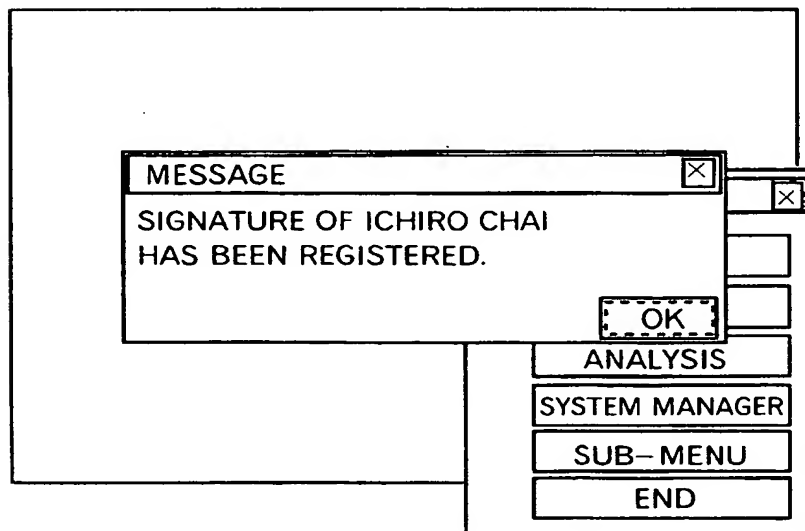 MESSAGE
SIGNATURE OF ICHIRO CHAI
HAS BEEN REGISTERED.
OK
ANALYSIS
SYSTEM MANAGER
SUB-MENU
END